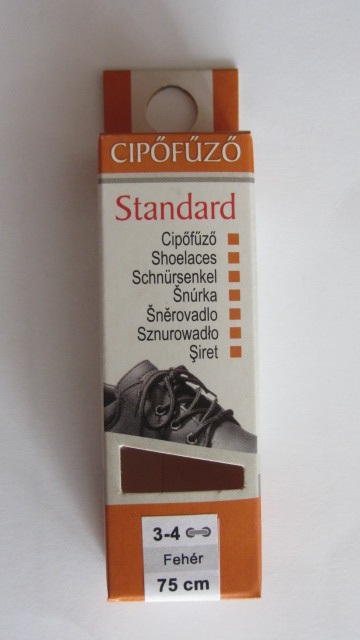 CIPŐFŰZŐ
Standard
Cipőfűző
Shoelaces
Schnürsenkel
Šnúrka
Šněrovadlo
Sznurowadło
Şiret
3-4
Fehér
75 cm